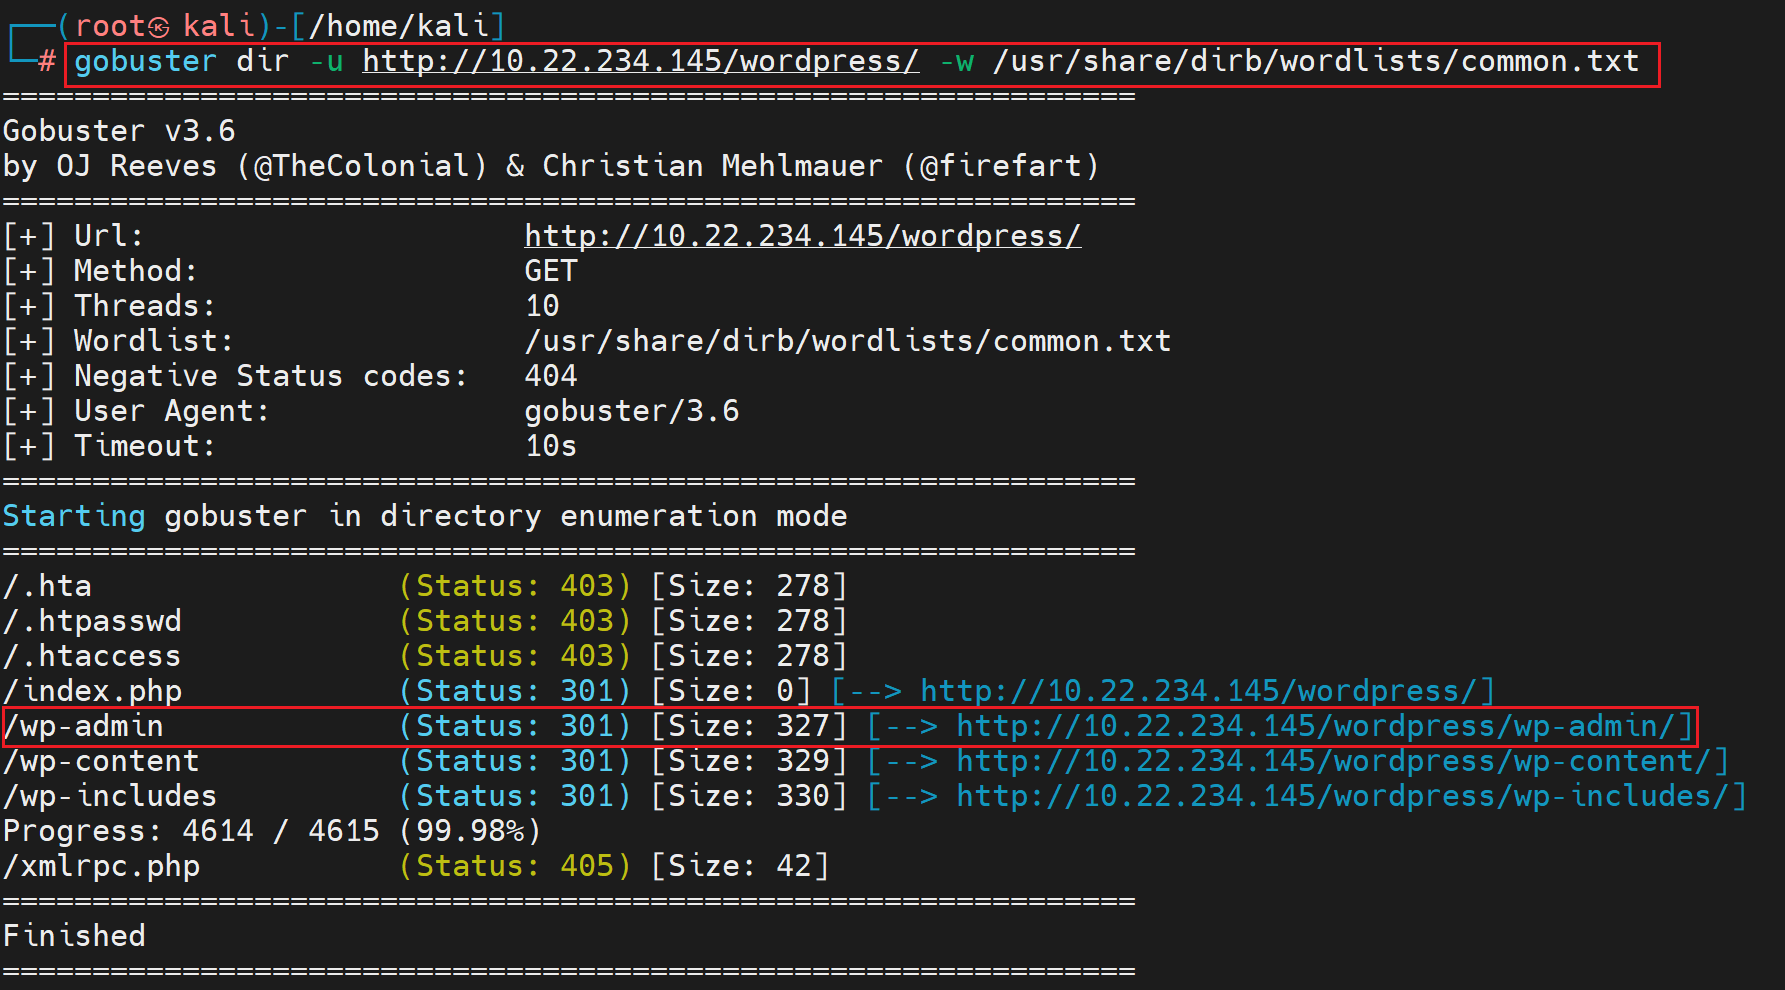 ┌──(root㉿kali)-[/home/kali]
└─# gobuster dir -u http://10.22.234.145/wordpress/ -w /usr/share/dirb/wordlists/common.txt
===============================================================
Gobuster v3.6
by OJ Reeves (@TheColonial) & Christian Mehlmauer (@firefart)
===============================================================
[+] Url:                     http://10.22.234.145/wordpress/
[+] Method:                  GET
[+] Threads:                 10
[+] Wordlist:                /usr/share/dirb/wordlists/common.txt
[+] Negative Status codes:   404
[+] User Agent:              gobuster/3.6
[+] Timeout:                 10s
===============================================================
Starting gobuster in directory enumeration mode
===============================================================
/.hta                 (Status: 403) [Size: 278]
/.htpasswd            (Status: 403) [Size: 278]
/.htaccess            (Status: 403) [Size: 278]
/index.php            (Status: 301) [Size: 0] [--> http://10.22.234.145/wordpress/]
/wp-admin             (Status: 301) [Size: 327] [--> http://10.22.234.145/wordpress/wp-admin/]
/wp-content           (Status: 301) [Size: 329] [--> http://10.22.234.145/wordpress/wp-content/]
/wp-includes          (Status: 301) [Size: 330] [--> http://10.22.234.145/wordpress/wp-includes/]
Progress: 4614 / 4615 (99.98%)
/xmlrpc.php           (Status: 405) [Size: 42]
===============================================================
Finished
===============================================================